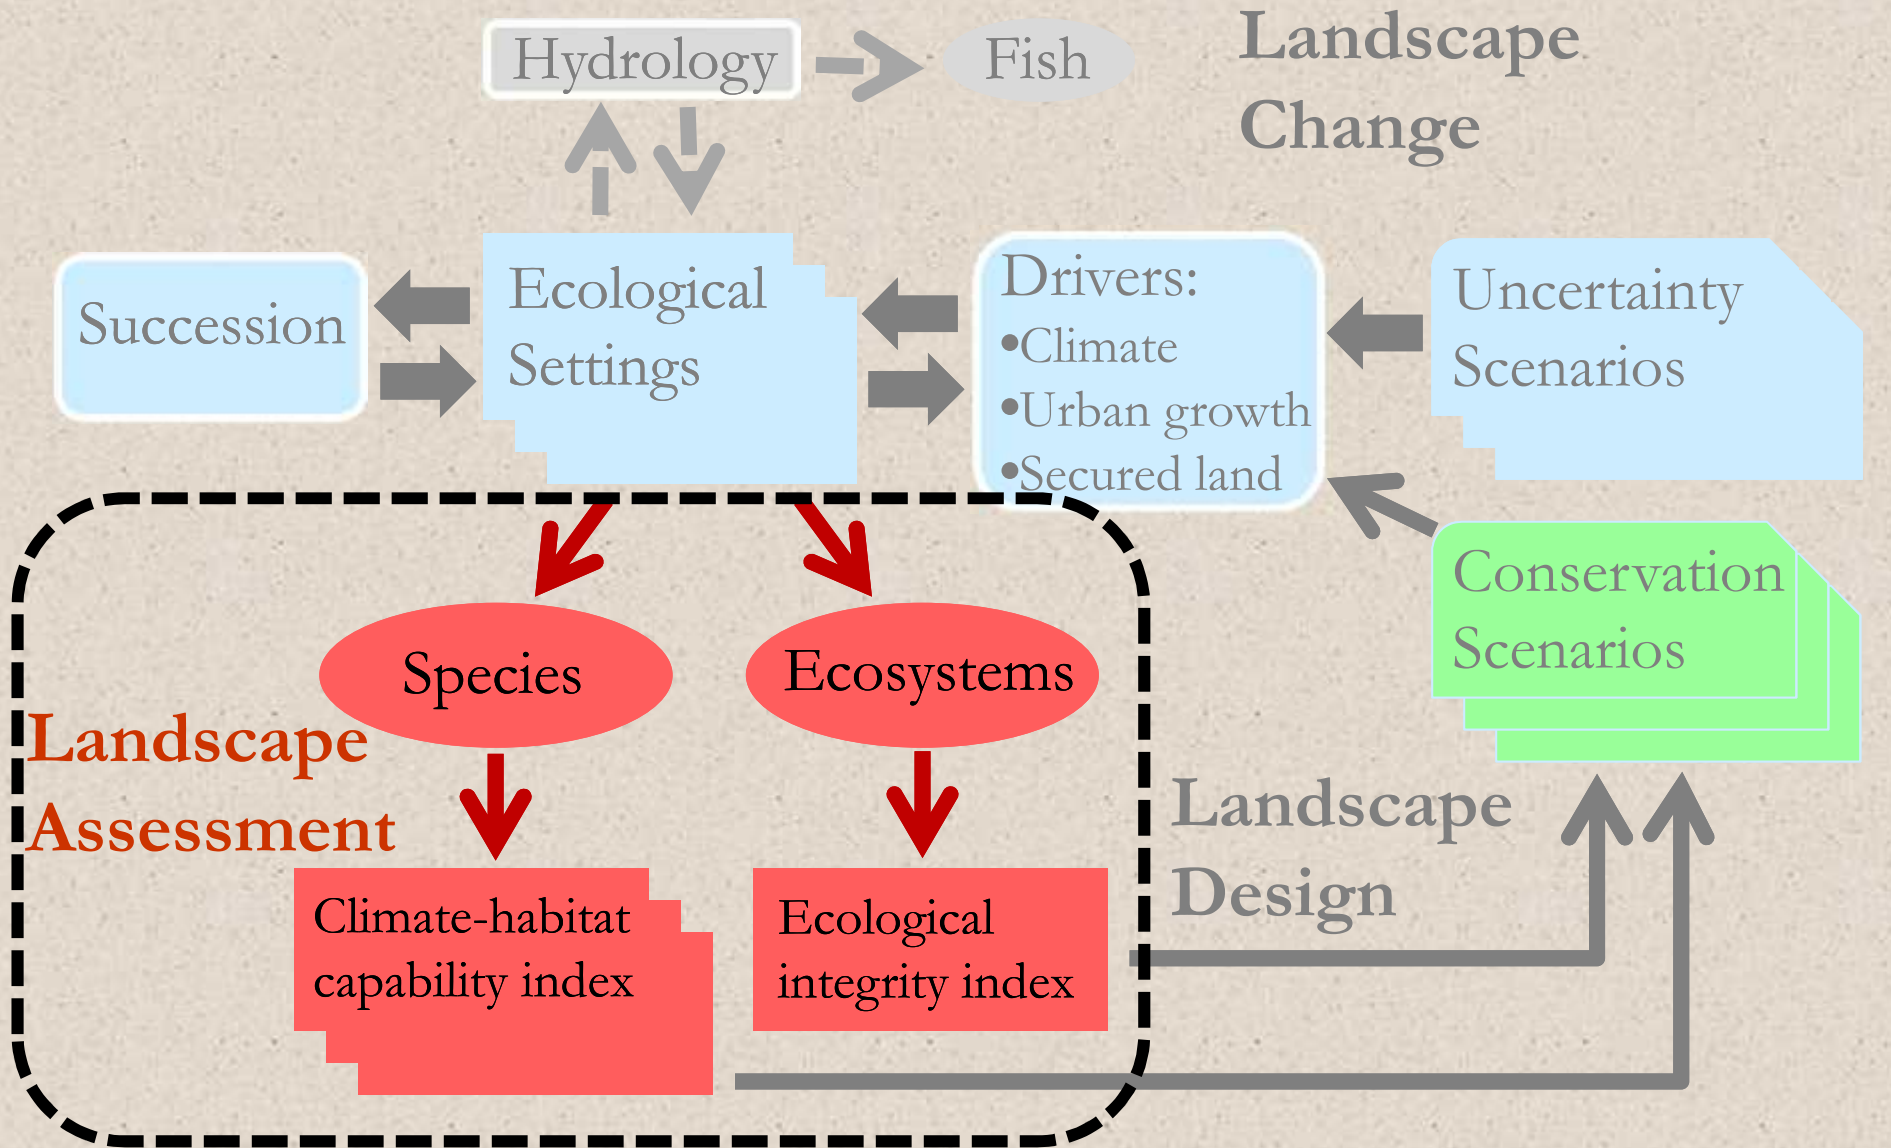 Hydrology
Fish
Landscape
Change
Succession
Ecological
Settings
Drivers:
•Climate
•Urban growth
•Secured land
Uncertainty
Scenarios
Conservation
Scenarios
Species
Ecosystems
Landscape
Assessment
Climate-habitat
capability index
Ecological
integrity index
Landscape
Design